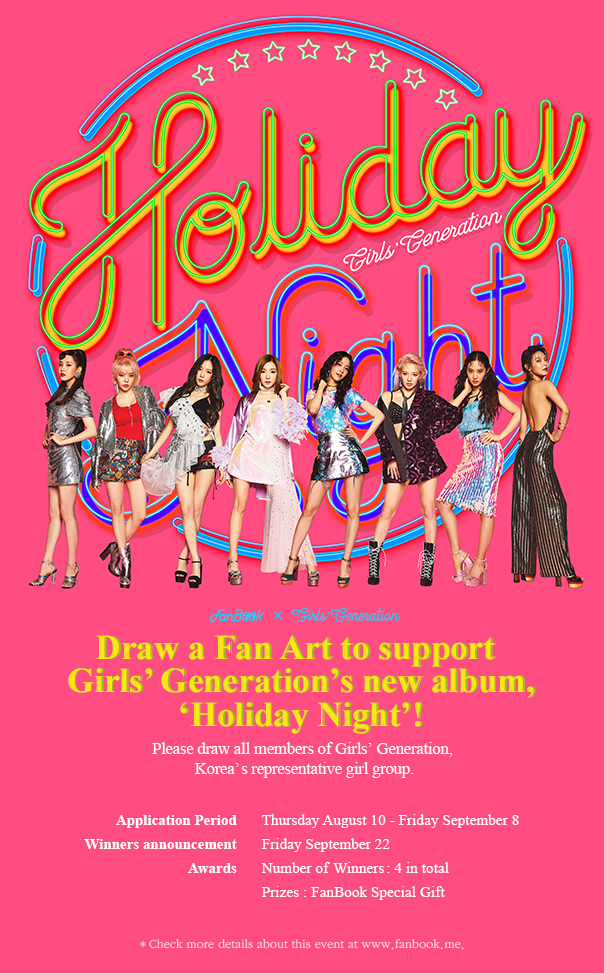 Holiday
Girls' Generation
Night
FanBook × Girls' Generation
Draw a Fan Art to support
Girls’ Generation’s new album,
‘Holiday Night’!
Please draw all members of Girls’ Generation,
Korea’s representative girl group.
Application Period Thursday August 10 - Friday September 8
Winners announcement Friday September 22
Awards Number of Winners : 4 in total
Prizes : FanBook Special Gift
* Check more details about this event at www.fanbook.me.